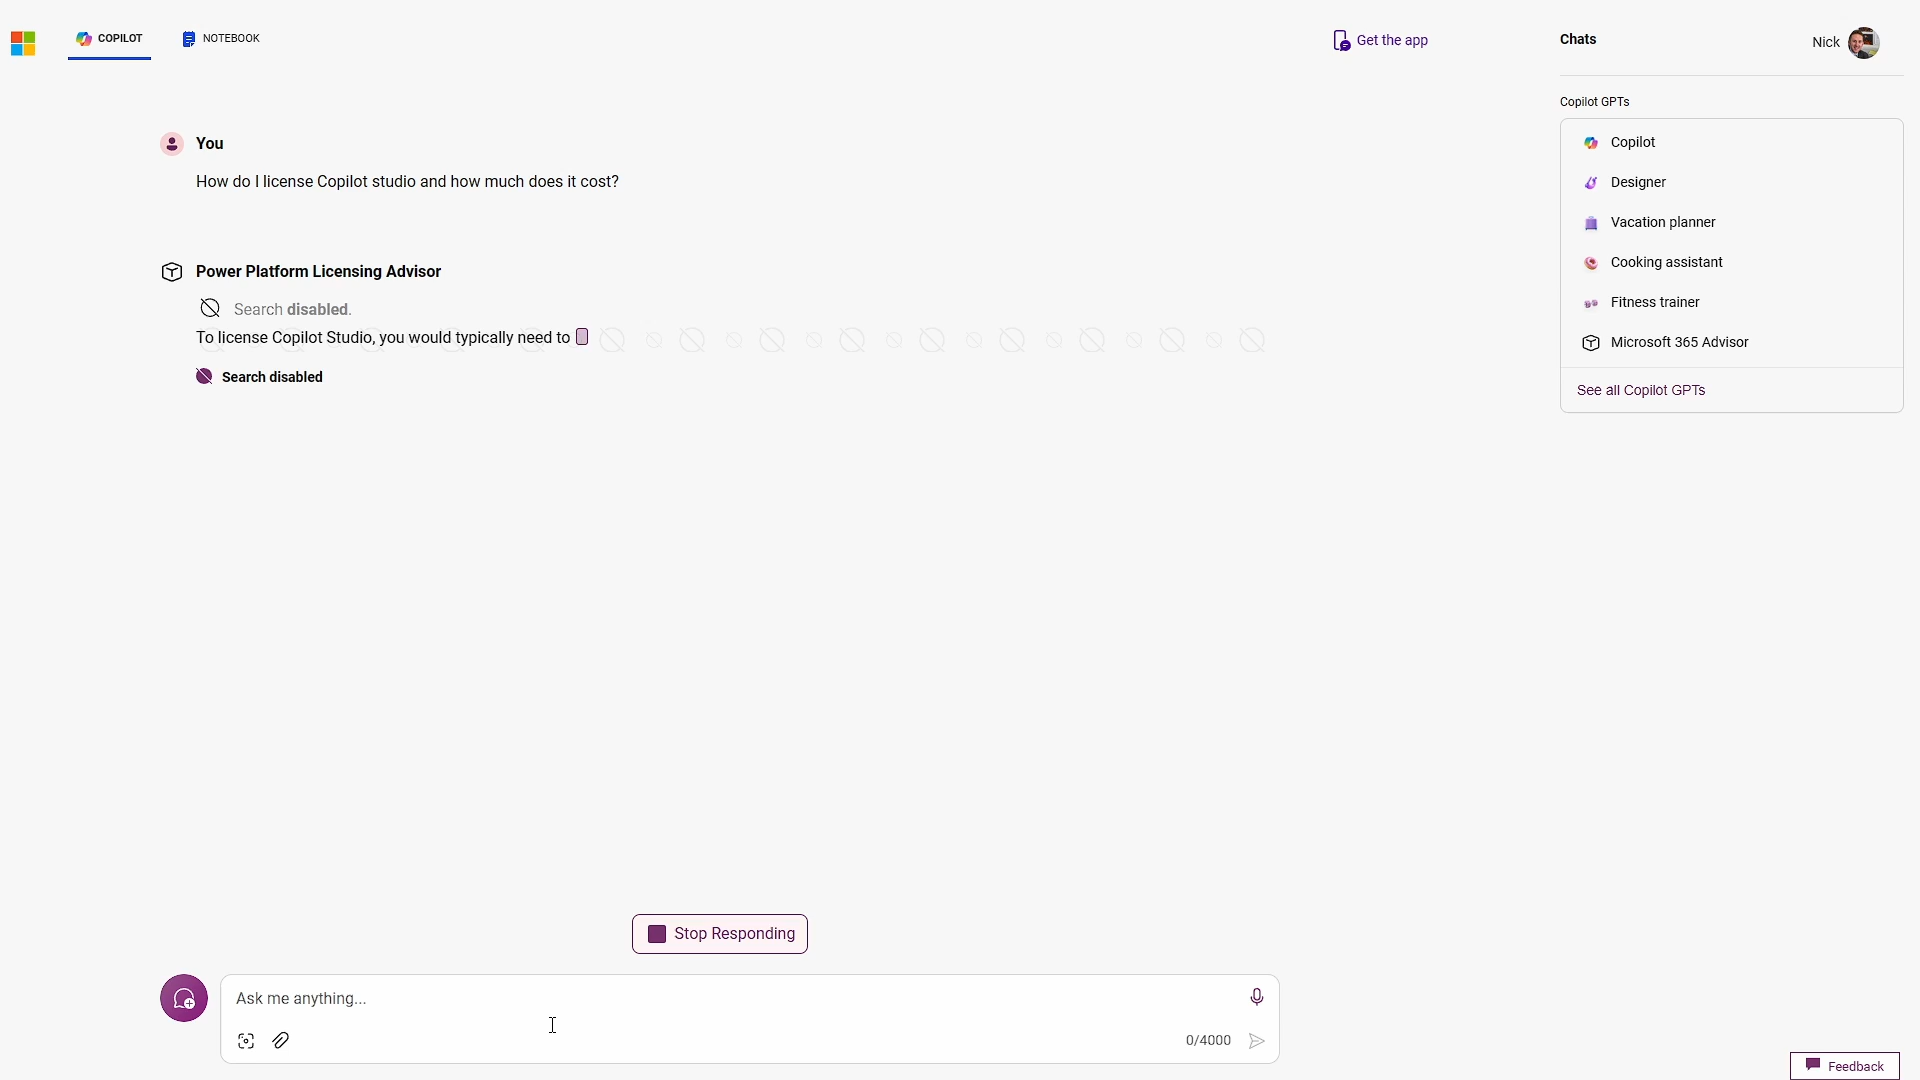 COPILOT
NOTEBOOK
Get the app
Chats
Nick
Copilot GPTs
Copilot
Designer
Vacation planner
Cooking assistant
Fitness trainer
Microsoft 365 Advisor
See all Copilot GPTs
You
How do I license Copilot studio and how much does it cost?
Power Platform Licensing Advisor
Search disabled.
To license Copilot Studio, you would typically need to
Search disabled
Stop Responding
Ask me anything...
0/4000
Feedback